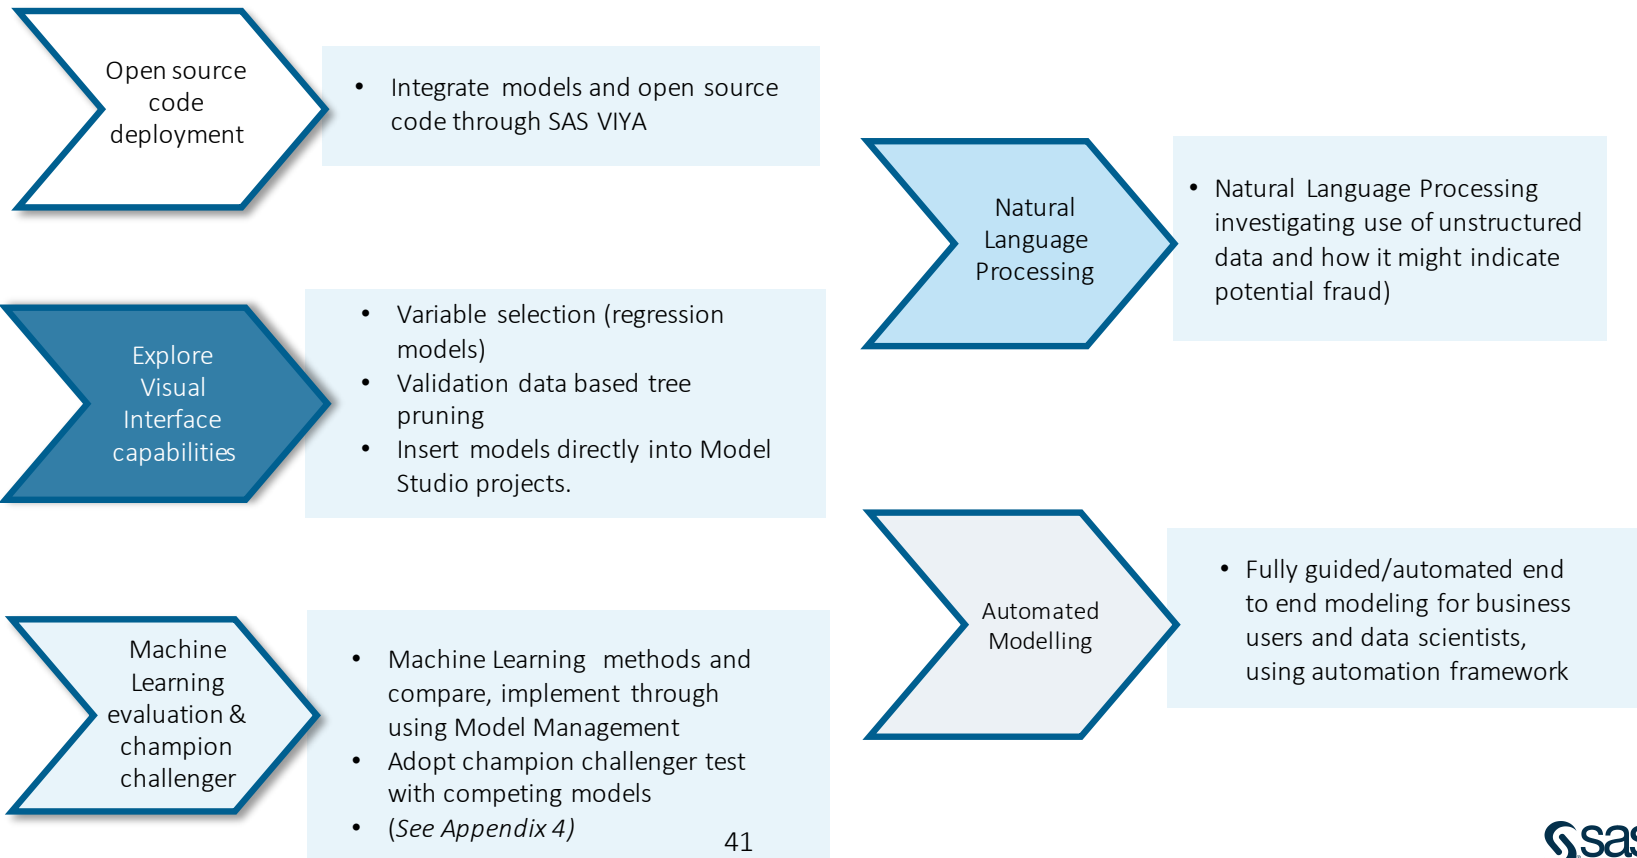 Open source
code
deployment
• Integrate models and open source
code through SAS VIYA
Explore
Visual
Interface
capabilities
• Variable selection (regression
models)
• Validation data based tree
pruning
• Insert models directly into Model
Studio projects.
Machine
Learning
evaluation &
champion
challenger
• Machine Learning methods and
compare, implement through
using Model Management
• Adopt champion challenger test
with competing models
• (See Appendix 4)
Natural
Language
Processing
• Natural Language Processing
investigating use of unstructured
data and how it might indicate
potential fraud)
Automated
Modelling
• Fully guided/automated end
to end modeling for business
users and data scientists,
using automation framework
41
sas